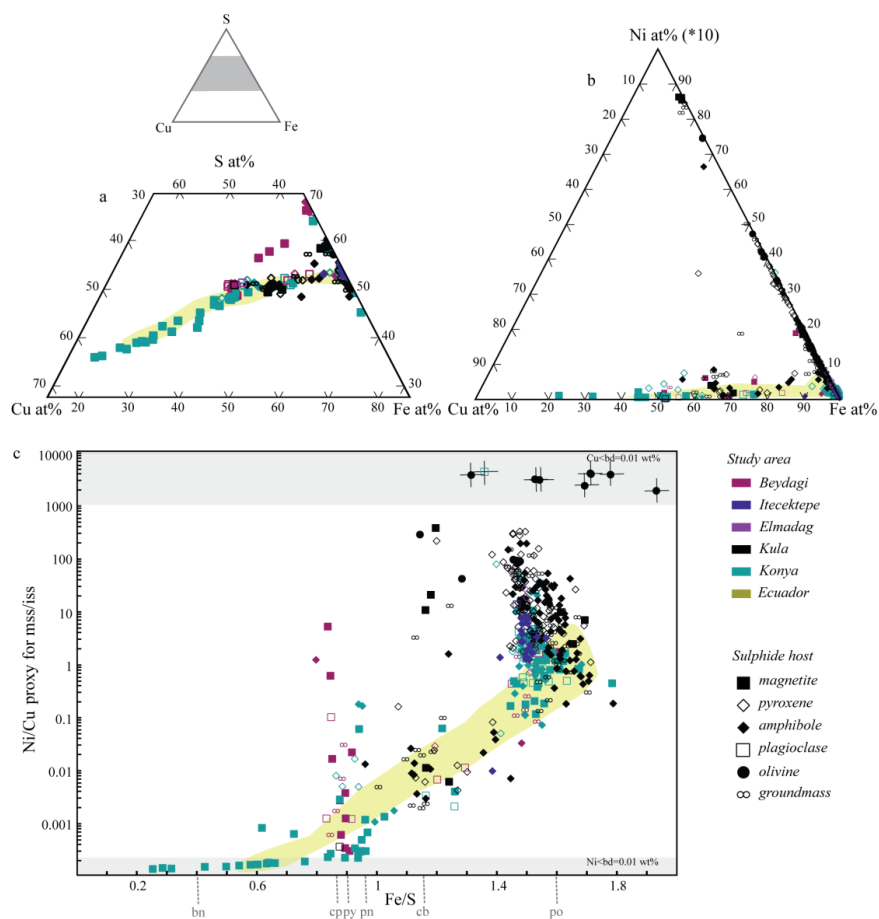 S
Cu
Fe
S at%
a
30
60
50
40
70
40
60
50
50
60
40
70
30
Cu at%
20
30
40
50
60
70
80
Fe at%
Ni at% (*10)
b
10
90
20
80
30
70
40
60
50
50
60
40
70
30
80
20
90
10
Cu at%
10
20
30
40
50
60
70
80
90
Fe at%
c
Cu<bd=0.01 wt%
Ni<bd=0.01 wt%
Ni/Cu proxy for mss/iss
10000
1000
100
10
1
0.1
0.01
0.001
0.2
0.6
1
1.4
1.8
Fe/S
bn
cp
py
pn
cb
po
Study area
Beydagi
Itecektepe
Elmadag
Kula
Konya
Ecuador
Sulphide host
magnetite
pyroxene
amphibole
plagioclase
olivine
groundmass